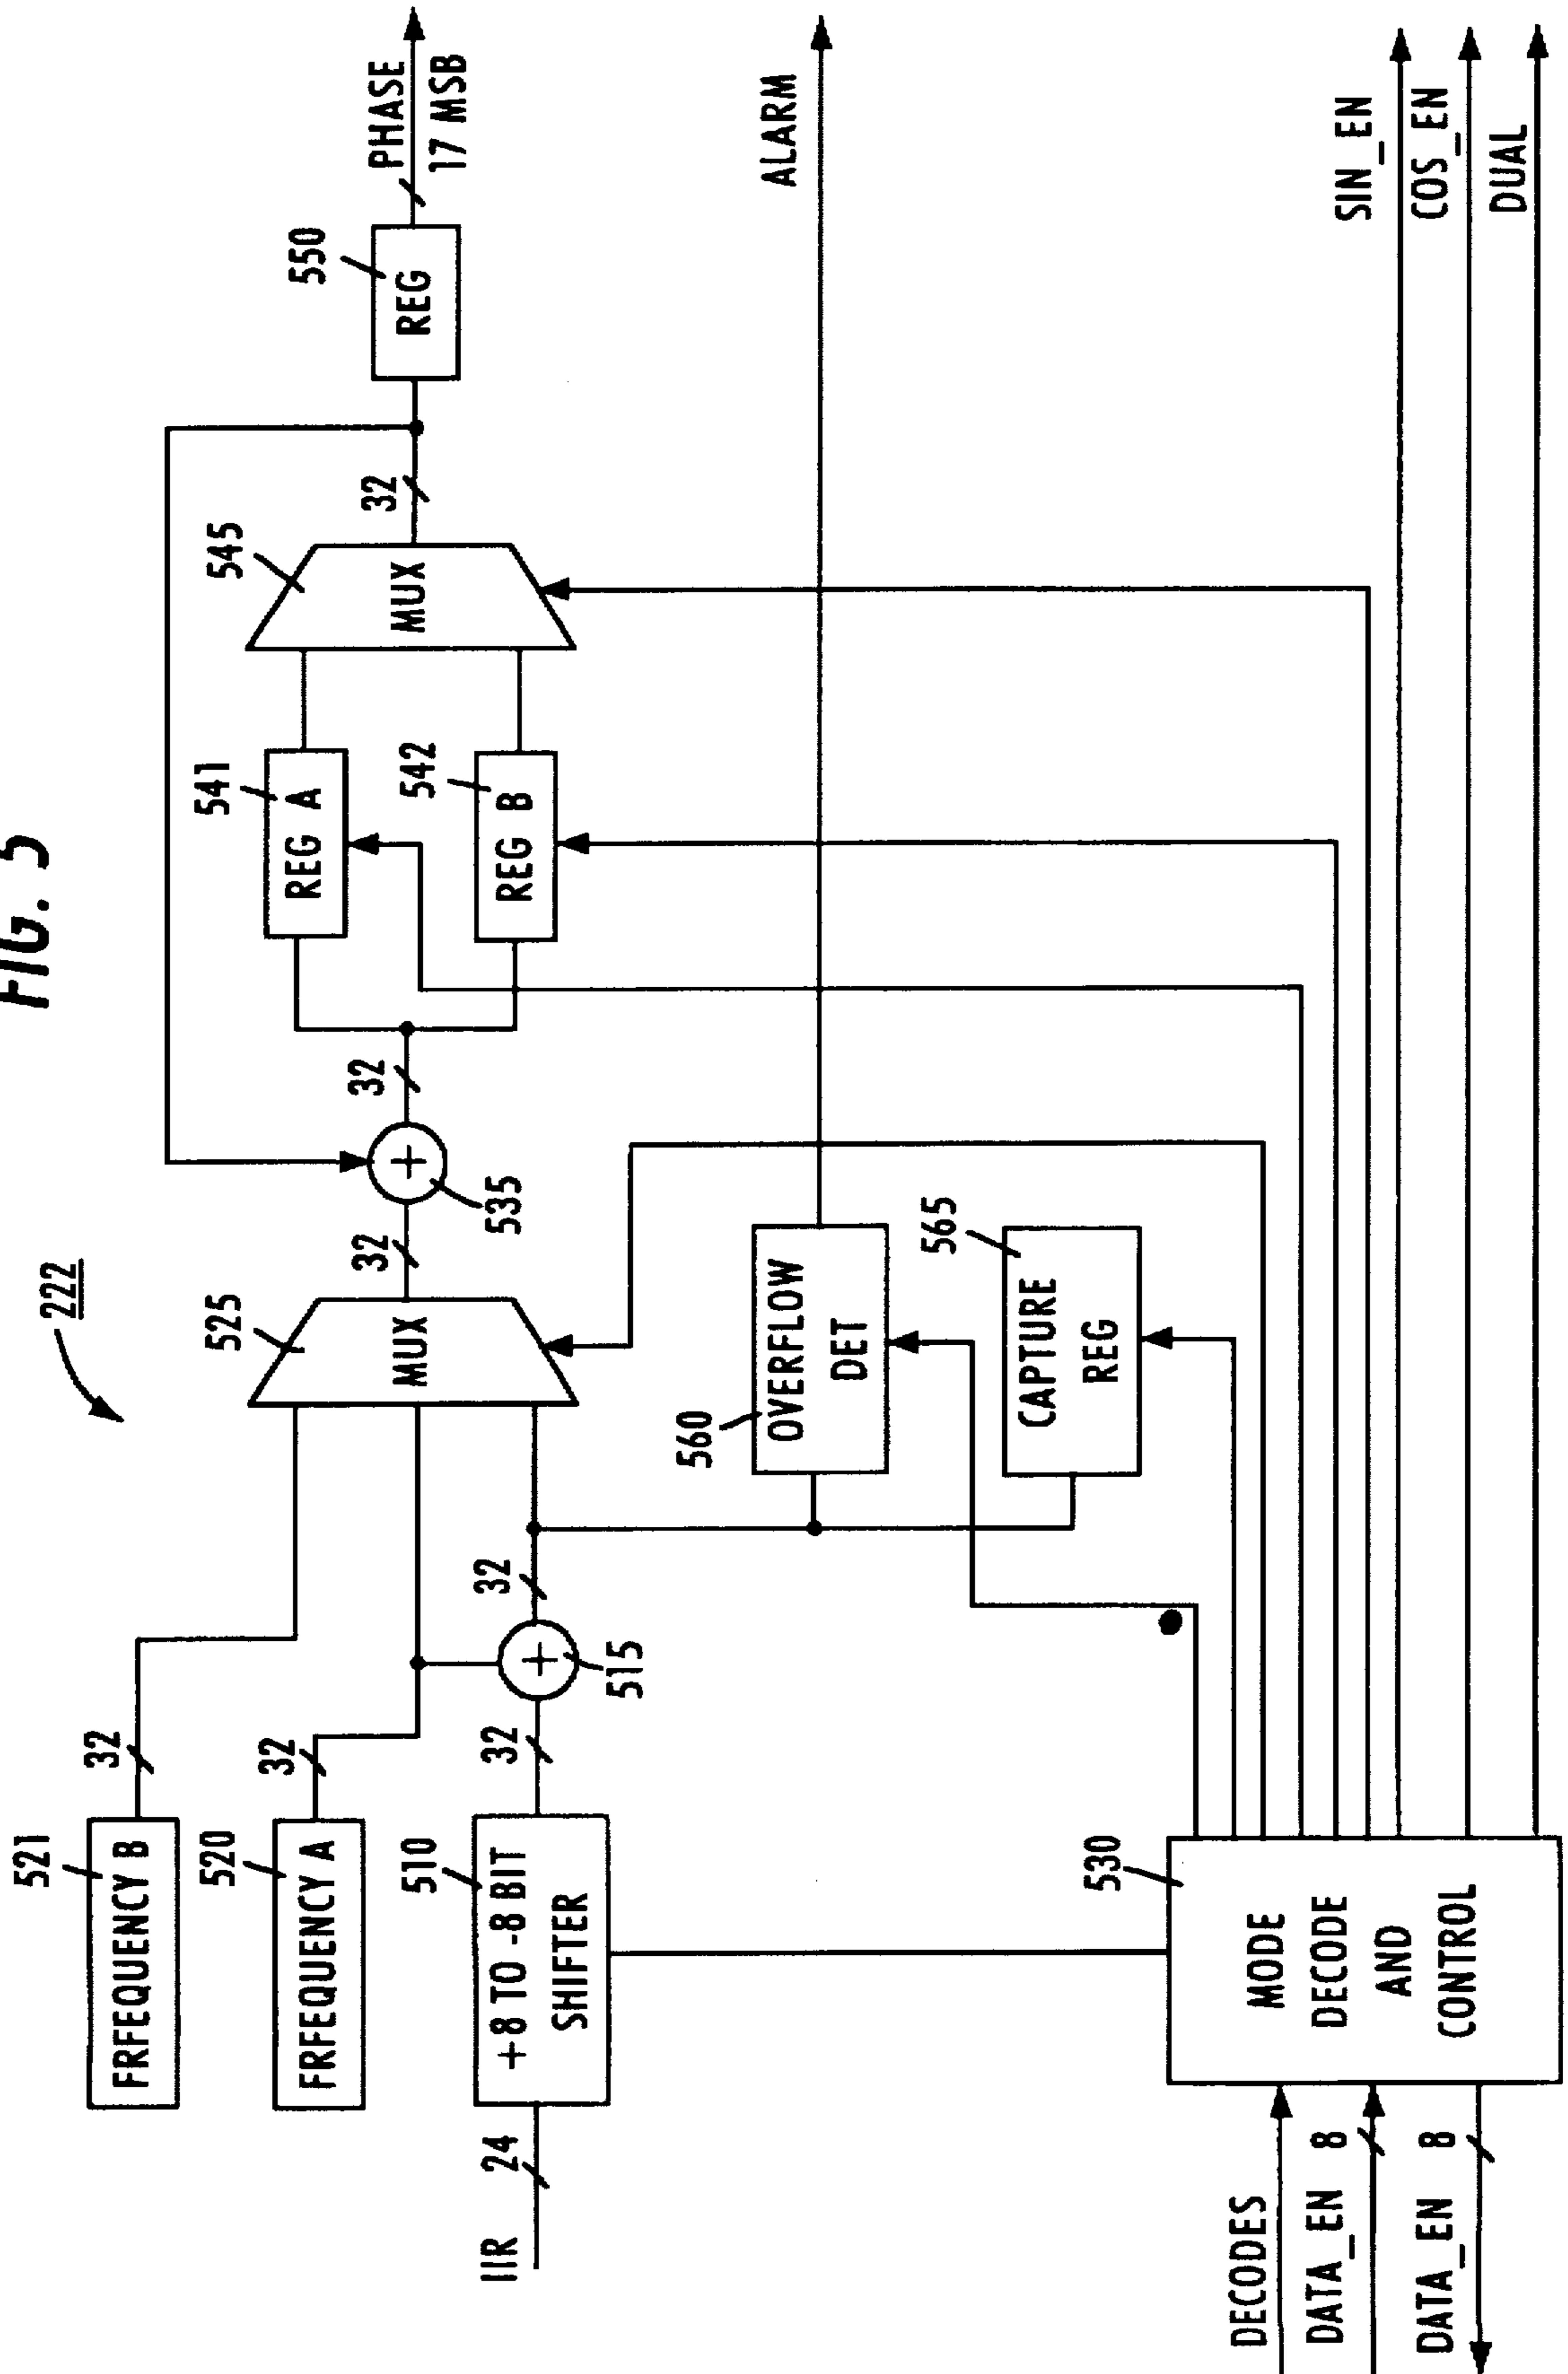 FIG. 5
222
521
FRFEQUENCY B
32
520
FRFEQUENCY A
32
IIR
24
510
+8 TO -8 BIT
SHIFTER
32
515
32
525
MUX
32
535
32
541
REG A
542
REG B
545
MUX
32
550
REG
PHASE
17 MSB
560
OVERFLOW
DET
ALARM
565
CAPTURE
REG
530
MODE
DECODE
AND
CONTROL
DECODES
DATA_EN 8
DATA_EN 8
SIN_EN
COS_EN
DUAL